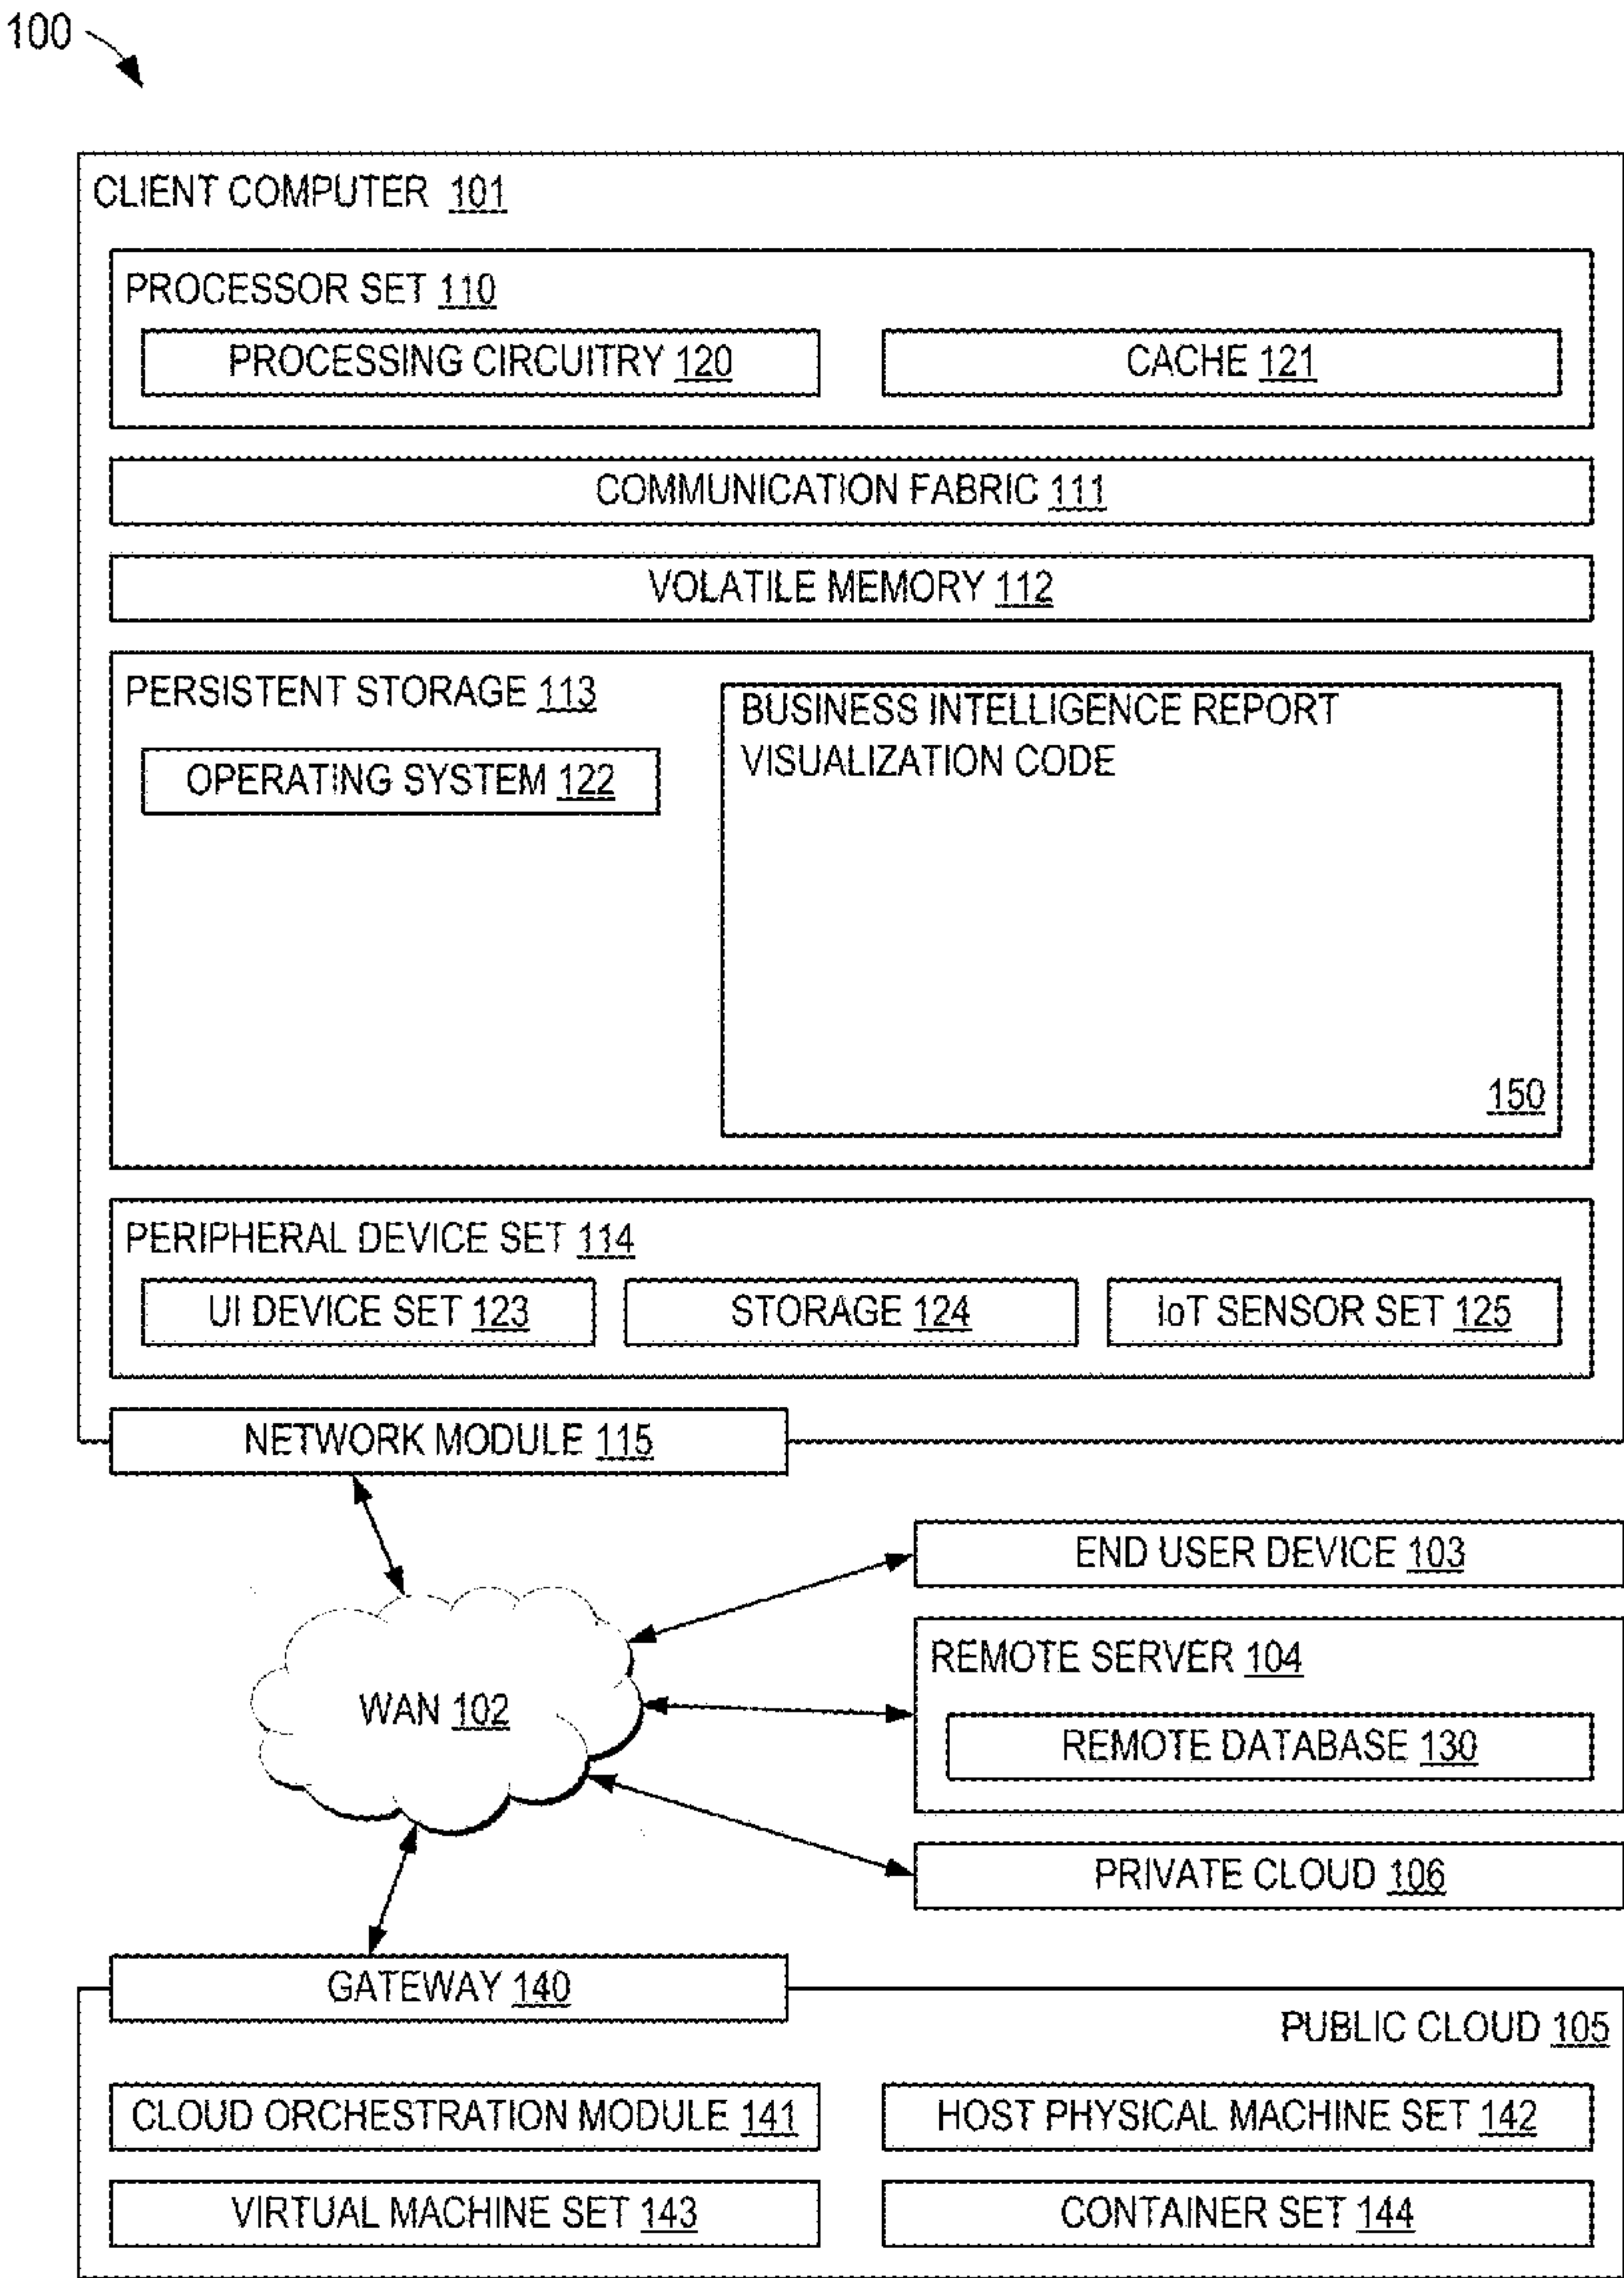 100
CLIENT COMPUTER 101
PROCESSOR SET 110
PROCESSING CIRCUITRY 120
CACHE 121
COMMUNICATION FABRIC 111
VOLATILE MEMORY 112
PERSISTENT STORAGE 113
OPERATING SYSTEM 122
BUSINESS INTELLIGENCE REPORT
VISUALIZATION CODE
150
PERIPHERAL DEVICE SET 114
UI DEVICE SET 123
STORAGE 124
IoT SENSOR SET 125
NETWORK MODULE 115
END USER DEVICE 103
REMOTE SERVER 104
WAN 102
REMOTE DATABASE 130
PRIVATE CLOUD 106
GATEWAY 140
PUBLIC CLOUD 105
CLOUD ORCHESTRATION MODULE 141
HOST PHYSICAL MACHINE SET 142
VIRTUAL MACHINE SET 143
CONTAINER SET 144